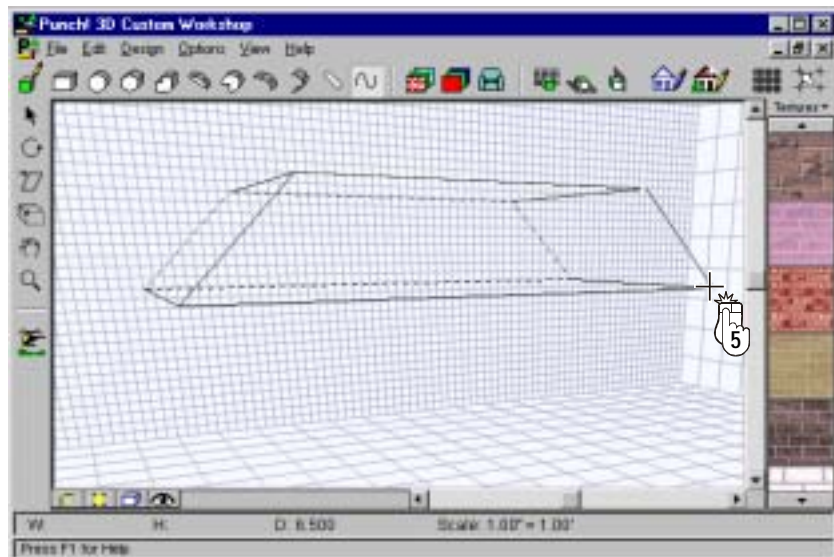 Punch! 3D Custom Workshop
File Edit Design Options View Help
5
W: H: D: 6.500 Scale: 1.00" = 1.00'
Press F1 for Help